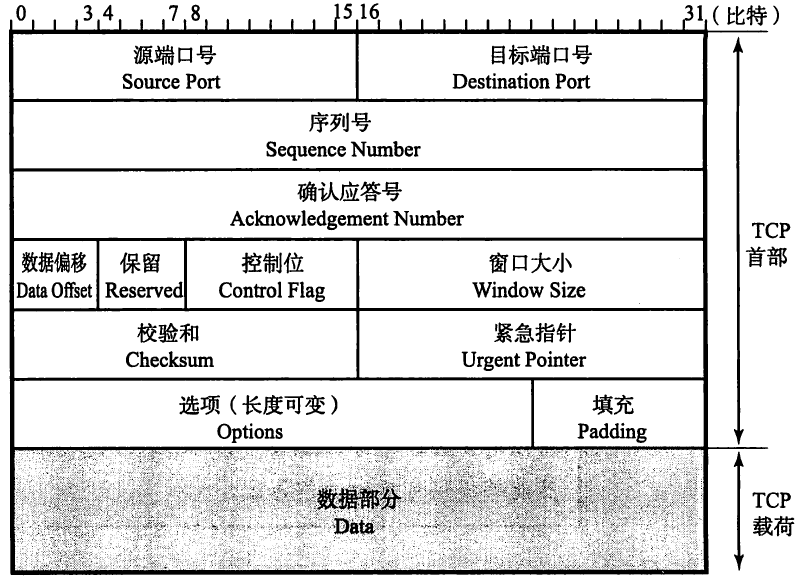 0 3 4 7 8 15 16 31 (比特)
源端口号
Source Port
目标端口号
Destination Port
序列号
Sequence Number
确认应答号
Acknowledgement Number
数据偏移
Data Offset
保留
Reserved
控制位
Control Flag
窗口大小
Window Size
校验和
Checksum
紧急指针
Urgent Pointer
选项(长度可变)
Options
填充
Padding
TCP
首部
数据部分
Data
TCP
载荷